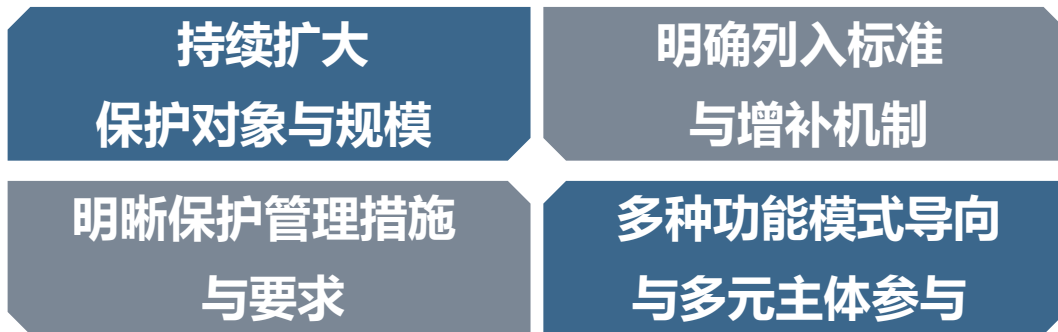 持续扩大
保护对象与规模
明确列入标准
与增补机制
明晰保护管理措施
与要求
多种功能模式导向
与多元主体参与